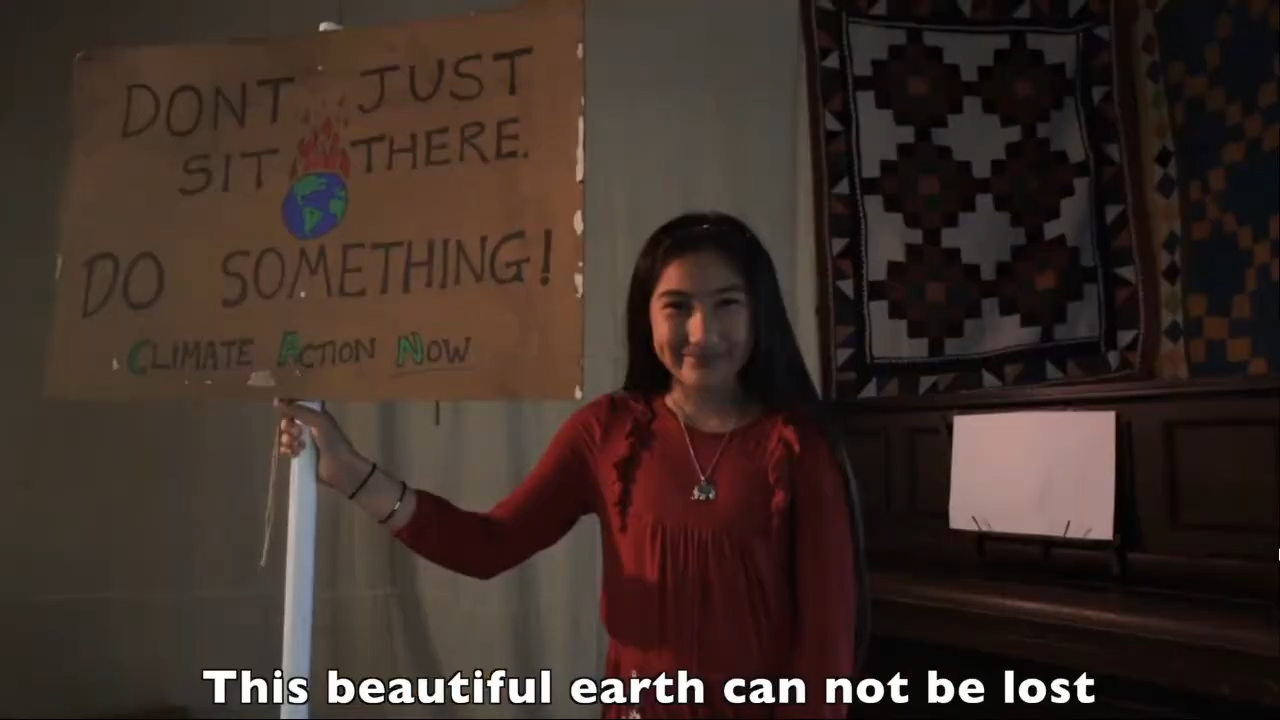 DONT JUST
SIT THERE.
DO SOMETHING!
CLIMATE ACTION NOW
This beautiful earth can not be lost